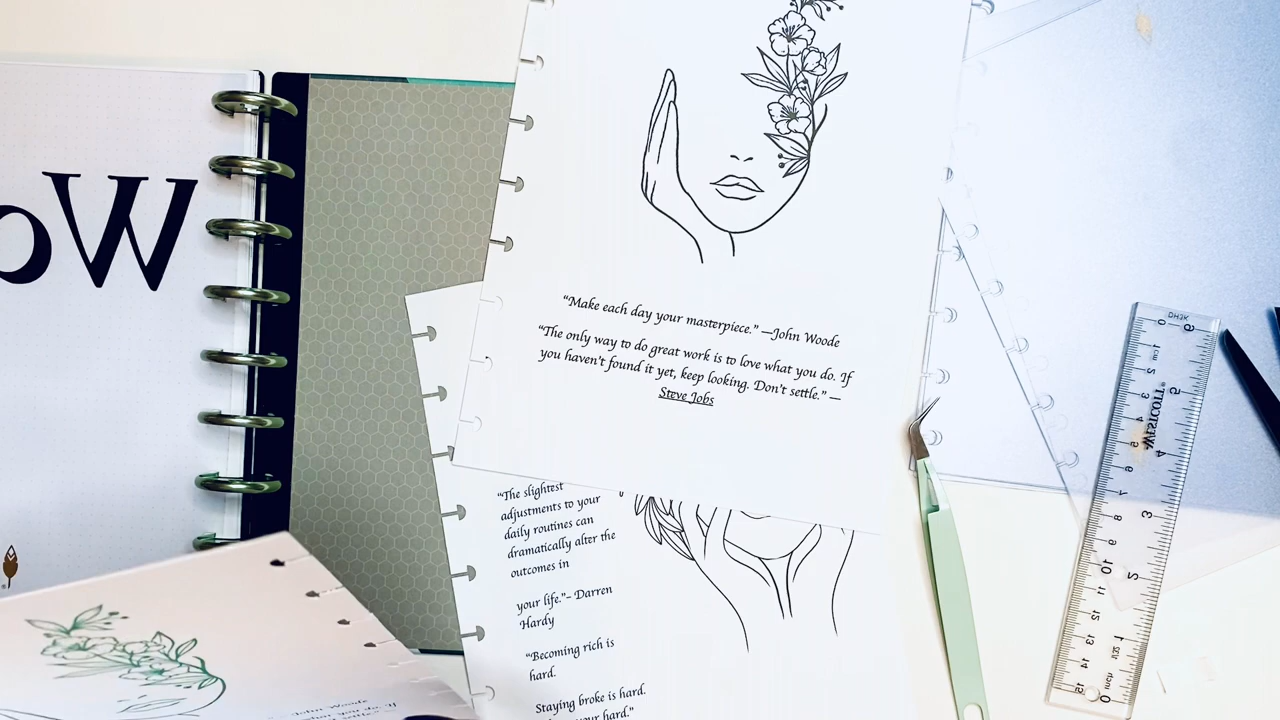 oW
“Make each day your masterpiece.” —John Woode
“The only way to do great work is to love what you do. If
you haven't found it yet, keep looking. Don't settle.” —
Steve Jobs
“The slightest
adjustments to your
daily routines can
dramatically alter the
outcomes in
your life.”– Darren
Hardy
“Becoming rich is
hard.
Staying broke is hard.
your hard.”